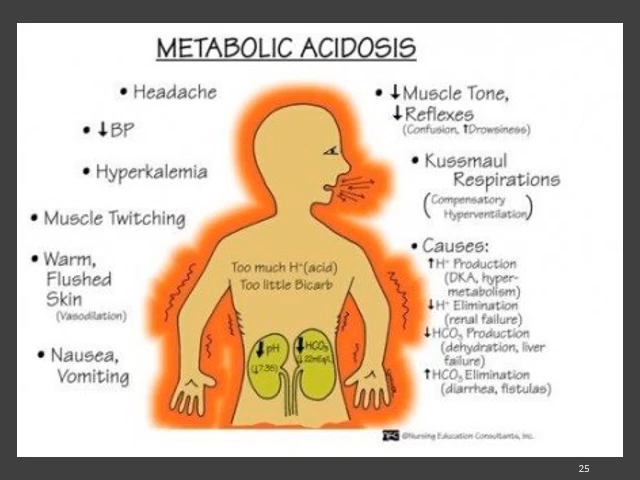 METABOLIC ACIDOSIS
• Headache
• ↓BP
• Hyperkalemia
• Muscle Twitching
• Warm,
Flushed
Skin
(Vasodilation)
• Nausea,
Vomiting
Too much H⁺(acid)
Too little Bicarb
↓pH
(↓7.35)
↓HCO₃
• ↓Muscle Tone,
↓Reflexes
(Confusion, ↑Drowsiness)
• Kussmaul
Respirations
(Compensatory
Hyperventilation)
• Causes:
↑H⁺ Production
(DKA, hyper-
metabolism)
↓H⁺ Elimination
(renal failure)
↓HCO₃ Production
(dehydration, liver
failure)
↑HCO₃ Elimination
(diarrhea, fistulas)
©Nursing Education Consultants, Inc.
25